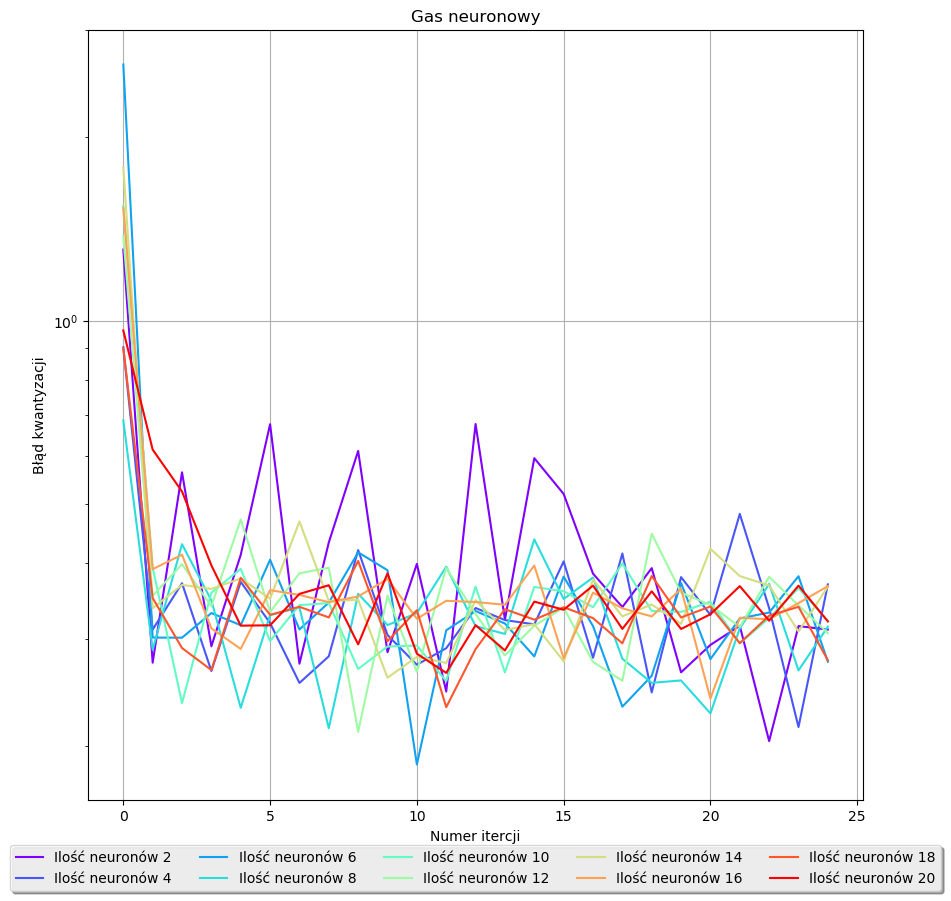 Gas neuronowy
10⁰
Błąd kwantyzacji
0 5 10 15 20 25
Numer itercji
Ilość neuronów 2 Ilość neuronów 6 Ilość neuronów 10 Ilość neuronów 14 Ilość neuronów 18
Ilość neuronów 4 Ilość neuronów 8 Ilość neuronów 12 Ilość neuronów 16 Ilość neuronów 20